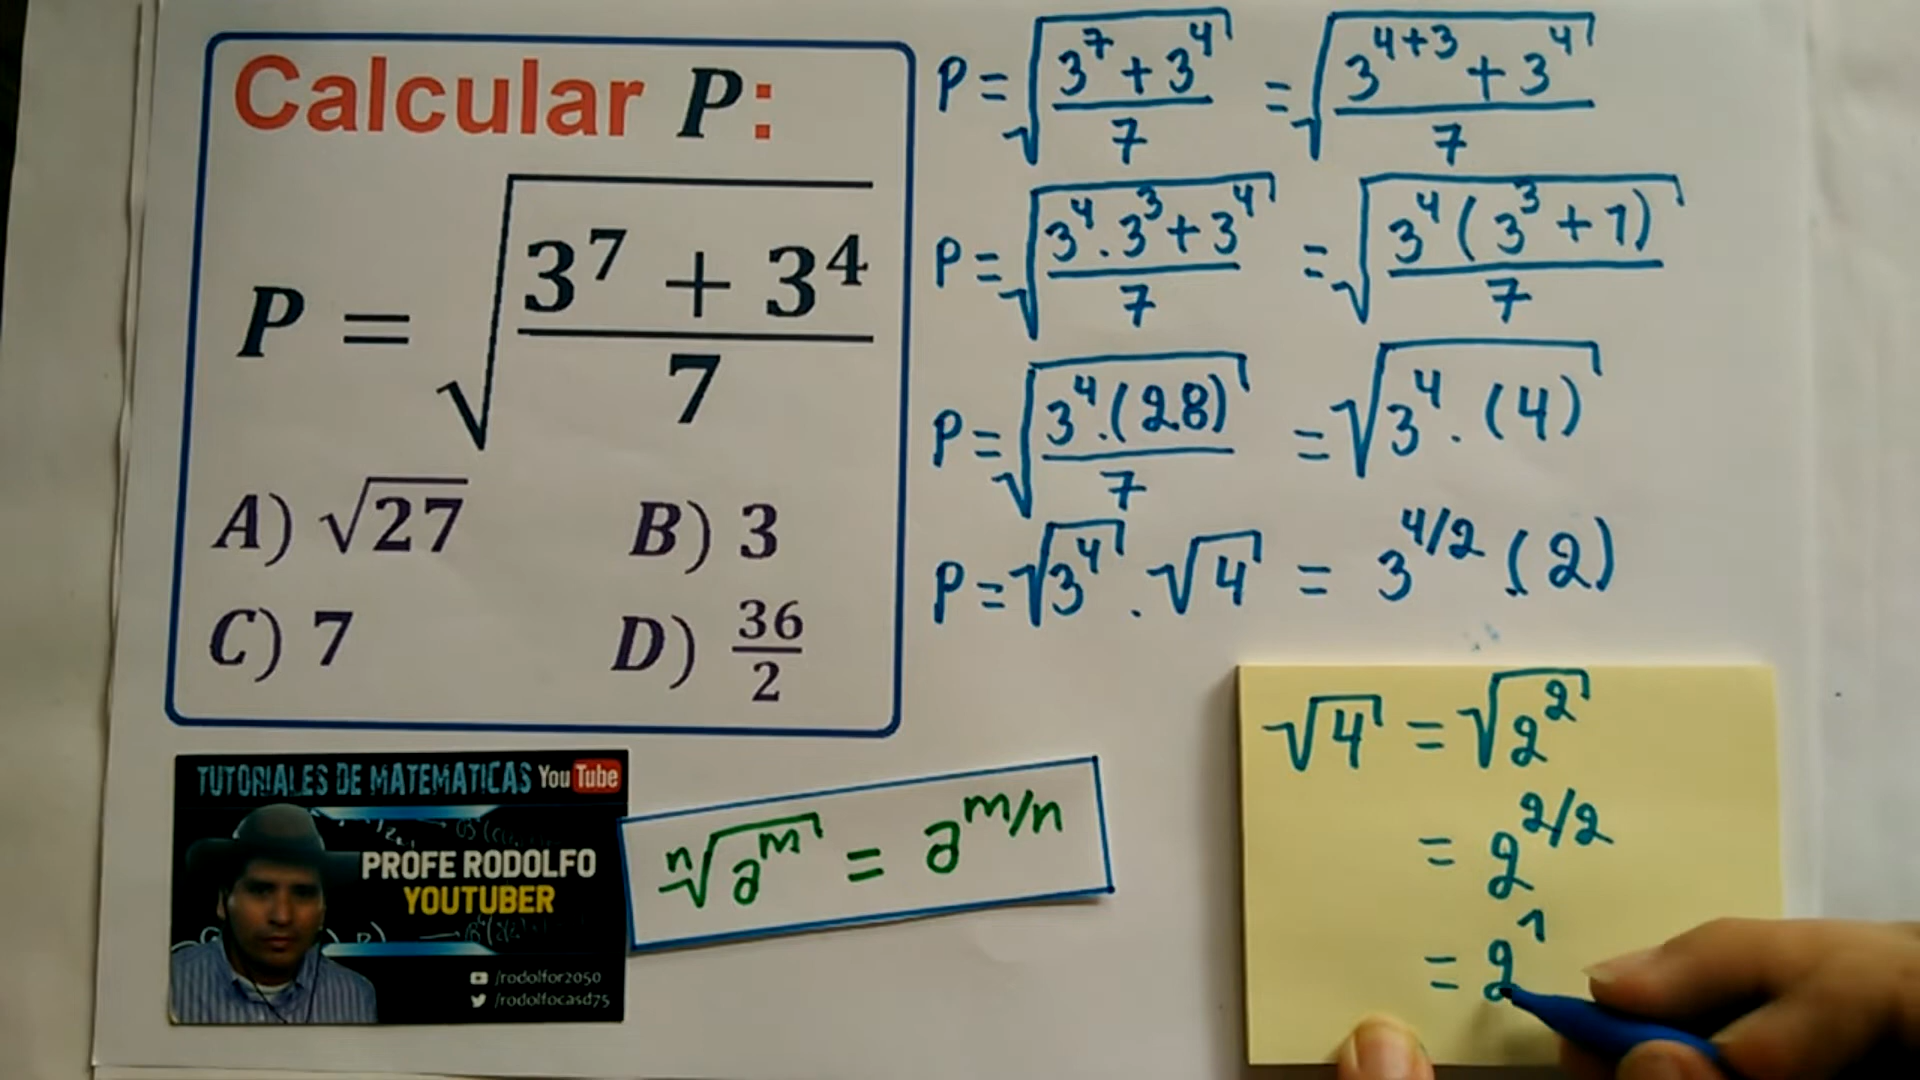 Calcular P:
P = √((3⁷ + 3⁴)/7)
A) √27 B) 3
C) 7 D) 36/2
P = √((3⁷ + 3⁴)/7) = √((3⁴⁺³ + 3⁴)/7)
P = √((3⁴ . 3³ + 3⁴)/7) = √((3⁴ (3³ + 1))/7)
P = √((3⁴ . (28))/7) = √(3⁴ . (4))
P = √(3⁴) . √4 = 3^(4/2) . (2)
√4 = √(2²)
= 2^(2/2)
= 2¹
ⁿ√(a^m) = a^(m/n)
TUTORIALES DE MATEMATICAS YouTube
PROFE RODOLFO
YOUTUBER
/rodolfor2050
/rodolfocasd75